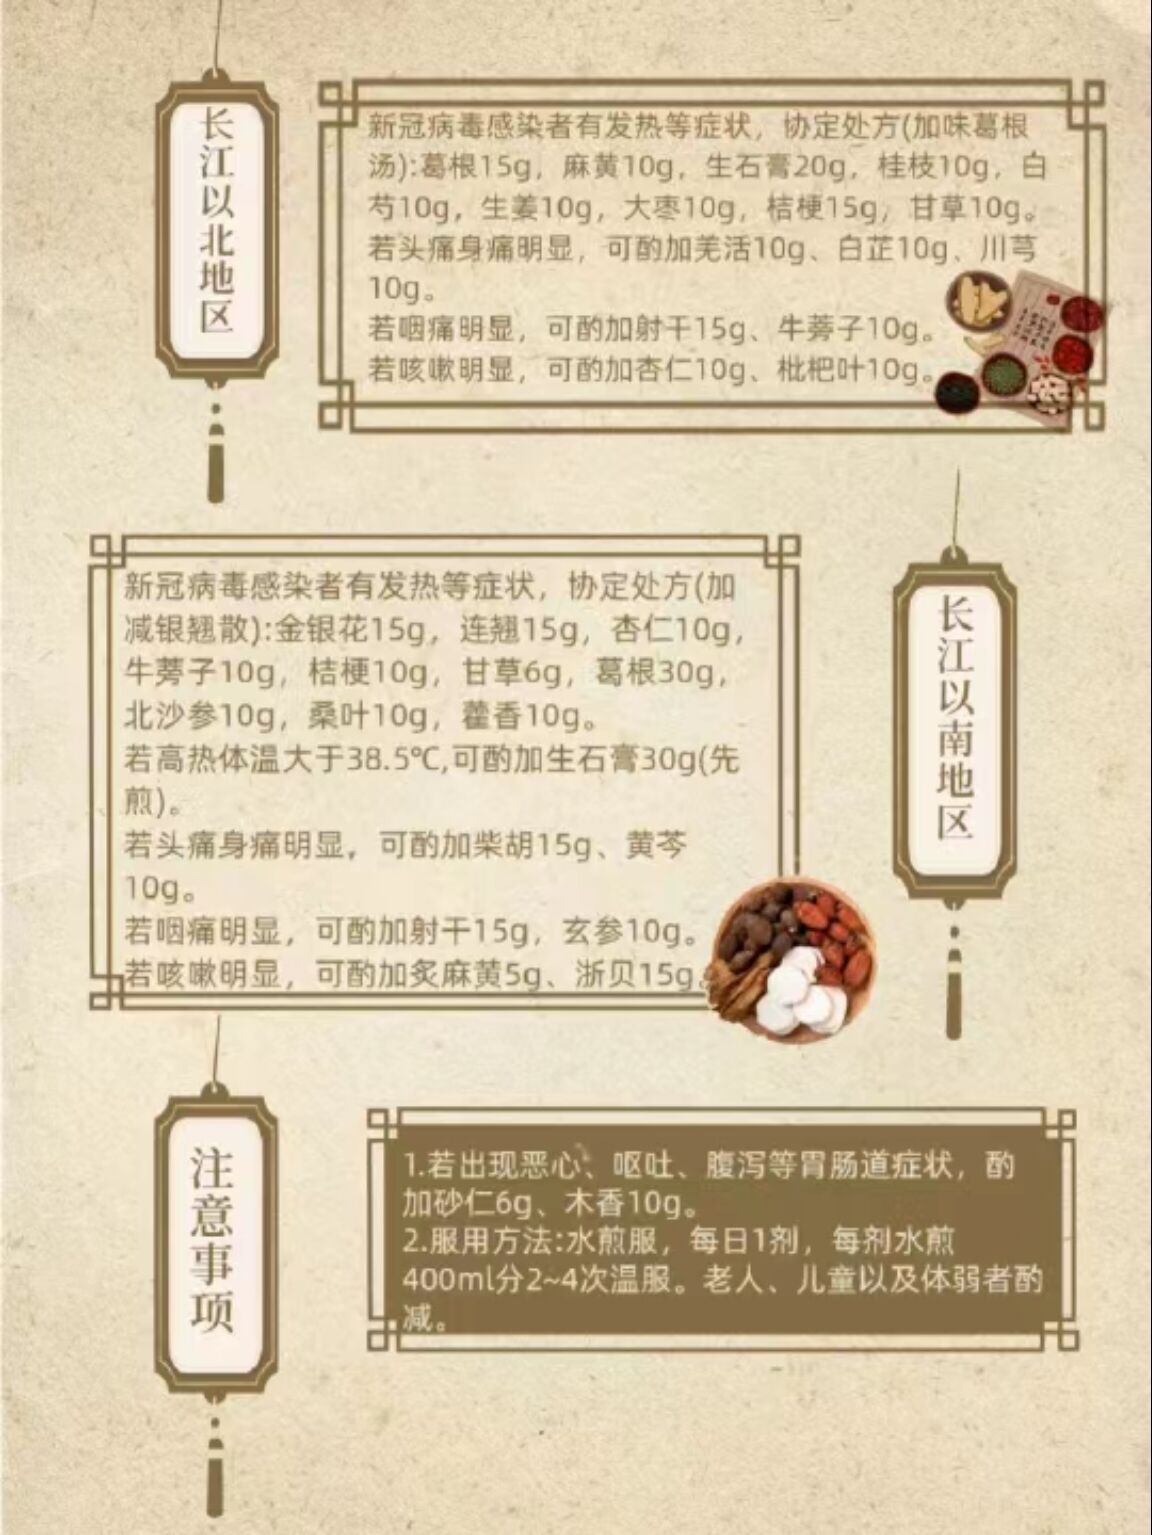 长江以北地区
新冠病毒感染者有发热等症状，协定处方(加味葛根
汤):葛根15g，麻黄10g，生石膏20g，桂枝10g，白
芍10g，生姜10g，大枣10g，桔梗15g，甘草10g。
若头痛身痛明显，可酌加羌活10g、白芷10g、川芎
10g。
若咽痛明显，可酌加射干15g、牛蒡子10g。
若咳嗽明显，可酌加杏仁10g、枇杷叶10g。
长江以南地区
新冠病毒感染者有发热等症状，协定处方(加
减银翘散):金银花15g，连翘15g，杏仁10g，
牛蒡子10g，桔梗10g，甘草6g，葛根30g，
北沙参10g，桑叶10g，藿香10g。
若高热体温大于38.5℃,可酌加生石膏30g(先
煎)。
若头痛身痛明显，可酌加柴胡15g、黄芩
10g。
若咽痛明显，可酌加射干15g，玄参10g。
若咳嗽明显，可酌加炙麻黄5g、浙贝15g。
注意事项
1.若出现恶心、呕吐、腹泻等胃肠道症状，酌
加砂仁6g、木香10g。
2.服用方法:水煎服，每日1剂，每剂水煎
400ml分2~4次温服。老人、儿童以及体弱者酌
减。